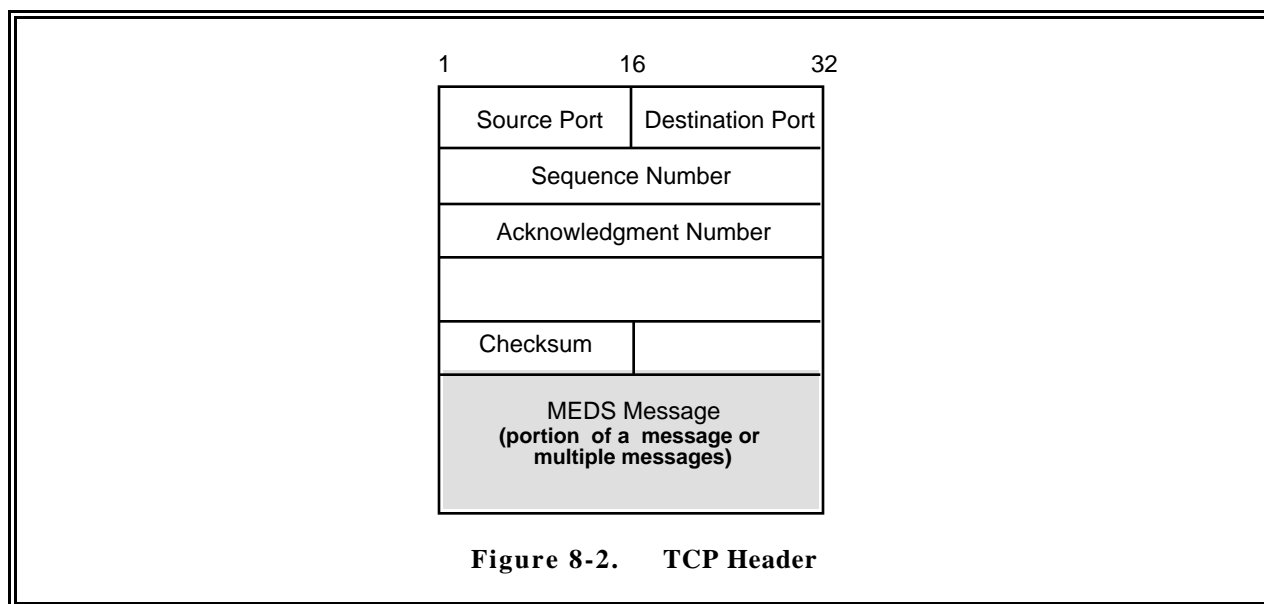 1 16 32
Source Port Destination Port
Sequence Number
Acknowledgment Number
Checksum
MEDS Message
(portion of a message or
multiple messages)
Figure 8-2. TCP Header